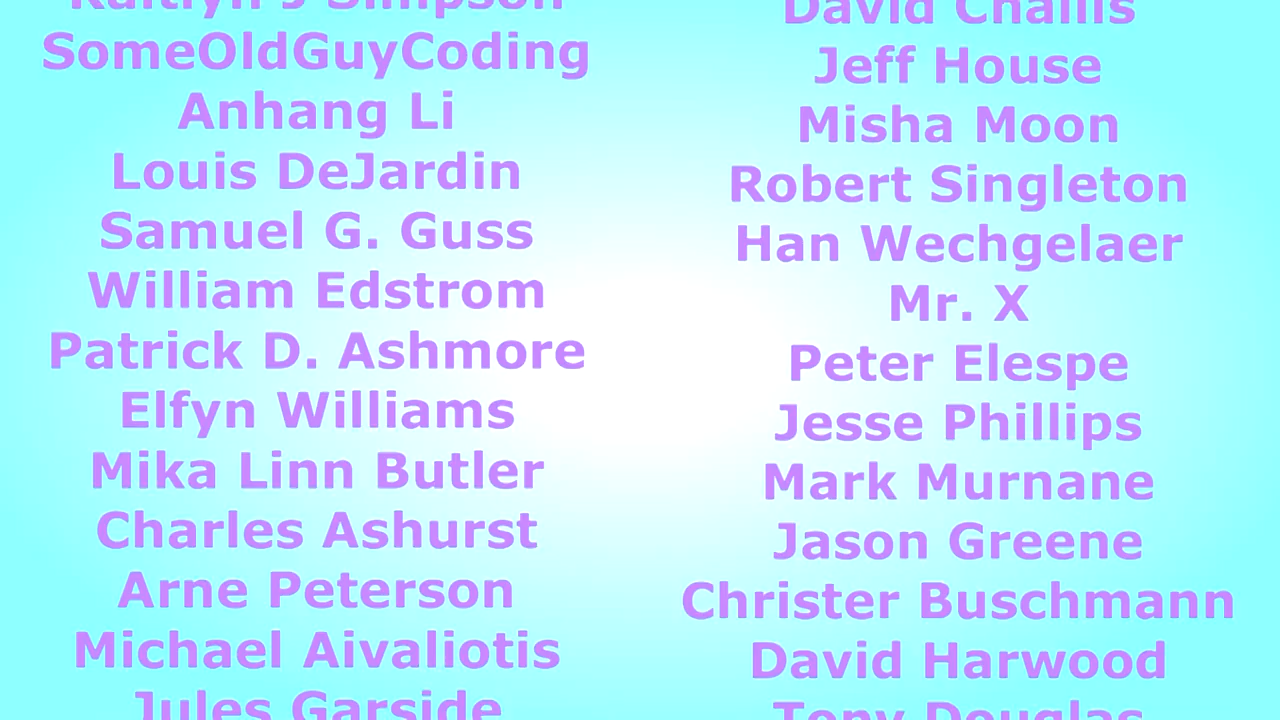 Kaitlyn J Simpson
SomeOldGuyCoding
Anhang Li
Louis DeJardin
Samuel G. Guss
William Edstrom
Patrick D. Ashmore
Elfyn Williams
Mika Linn Butler
Charles Ashurst
Arne Peterson
Michael Aivaliotis
Jules Garside
David Challis
Jeff House
Misha Moon
Robert Singleton
Han Wechgelaer
Mr. X
Peter Elespe
Jesse Phillips
Mark Murnane
Jason Greene
Christer Buschmann
David Harwood
Tony Douglas